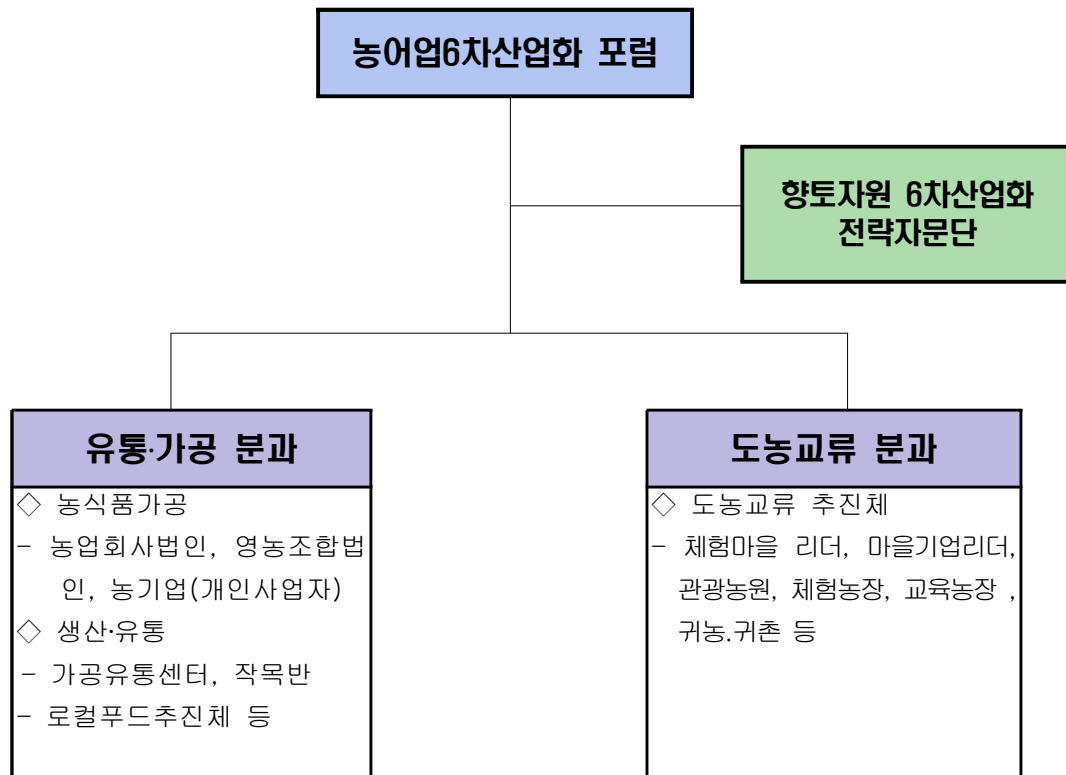 농어업6차산업화 포럼
향토자원 6차산업화
전략자문단
유통·가공 분과
◇ 농식품가공
- 농업회사법인, 영농조합법
인, 농기업(개인사업자)
◇ 생산·유통
- 가공유통센터, 작목반
- 로컬푸드추진체 등
도농교류 분과
◇ 도농교류 추진체
- 체험마을 리더, 마을기업리더,
관광농원, 체험농장, 교육농장 ,
귀농.귀촌 등